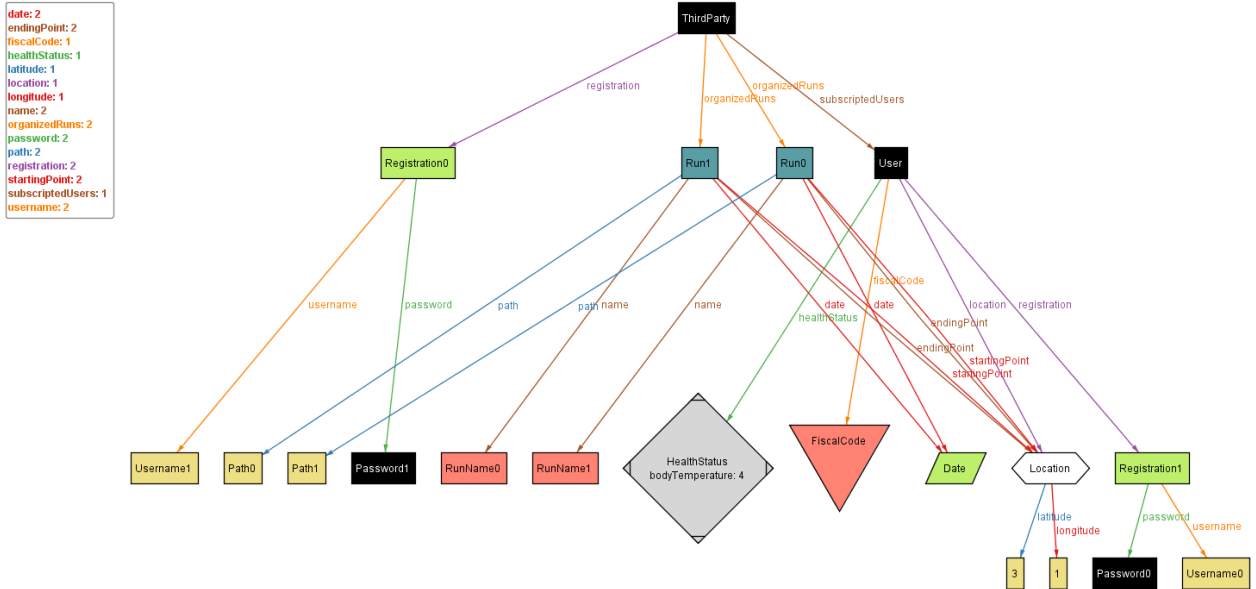 date: 2
endingPoint: 2
fiscalCode: 1
healthStatus: 1
latitude: 1
location: 1
longitude: 1
name: 2
organizedRuns: 2
password: 2
path: 2
registration: 2
startingPoint: 2
subscriptedUsers: 1
username: 2
ThirdParty
registration
organizedRuns
organizedRuns
subscriptedUsers
Registration0
Run1
Run0
User
fiscalCode
username
password
path
path
name
name
date
date
location
registration
healthStatus
endingPoint
endingPoint
startingPoint
startingPoint
Username1
Path0
Path1
Password1
RunName0
RunName1
HealthStatus
bodyTemperature: 4
FiscalCode
Date
Location
Registration1
latitude
longitude
password
username
3
1
Password0
Username0